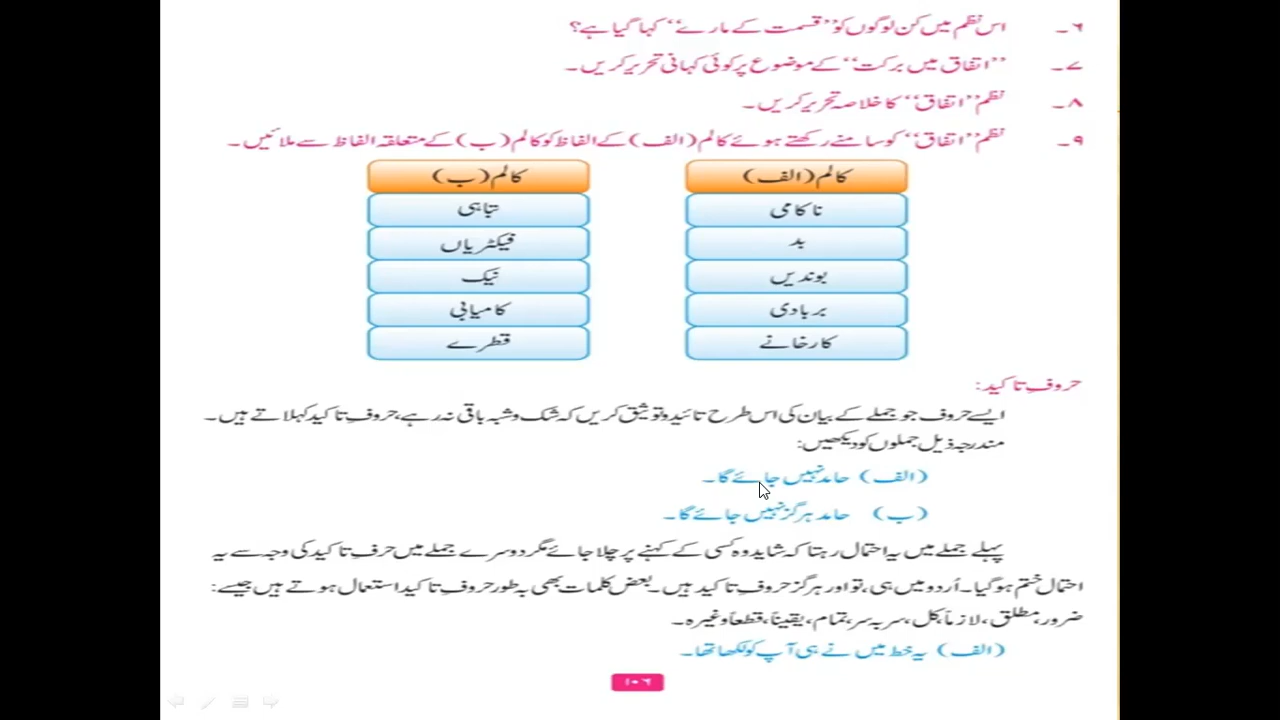 ۶۔ اس نظم میں کن لوگوں کو ’’قسمت کے مارے‘‘ کہا گیا ہے؟
۷۔ ’’اتفاق میں برکت‘‘ کے موضوع پر کوئی کہانی تحریر کریں۔
۸۔ نظم ’’اتفاق‘‘ کا خلاصہ تحریر کریں۔
۹۔ نظم ’’اتفاق‘‘ کو سامنے رکھتے ہوئے کالم (الف) کے الفاظ کو کالم (ب) کے متعلقہ الفاظ سے ملائیں۔
کالم (الف) کالم (ب)
ناکامی تباہی
بد فیکٹریاں
بوندیں نیک
بربادی کامیابی
کارخانے قطرے
حروفِ تاکید:
ایسے حروف جو جملے کے بیان کی اس طرح تائید و توثیق کریں کہ شک و شبہ باقی نہ رہے، حروفِ تاکید کہلاتے ہیں۔
مندرجہ ذیل جملوں کو دیکھیں:
(الف) حامد نہیں جائے گا۔
(ب) حامد ہرگز نہیں جائے گا۔
پہلے جملے میں یہ احتمال رہتا کہ شاید وہ کسی کے کہنے پر چلا جائے مگر دوسرے جملے میں حرفِ تاکید کی وجہ سے یہ
احتمال ختم ہو گیا۔ اُردو میں ہی، تو اور ہرگز حروفِ تاکید ہیں۔ بعض کلمات بھی بہ طور حروفِ تاکید استعمال ہوتے ہیں جیسے:
ضرور، مطلق، لازماً، کل، سر بہ سر، تمام، یقیناً، قطعاً وغیرہ۔
(الف) یہ خط میں نے ہی آپ کو لکھا تھا۔
۱۰۶